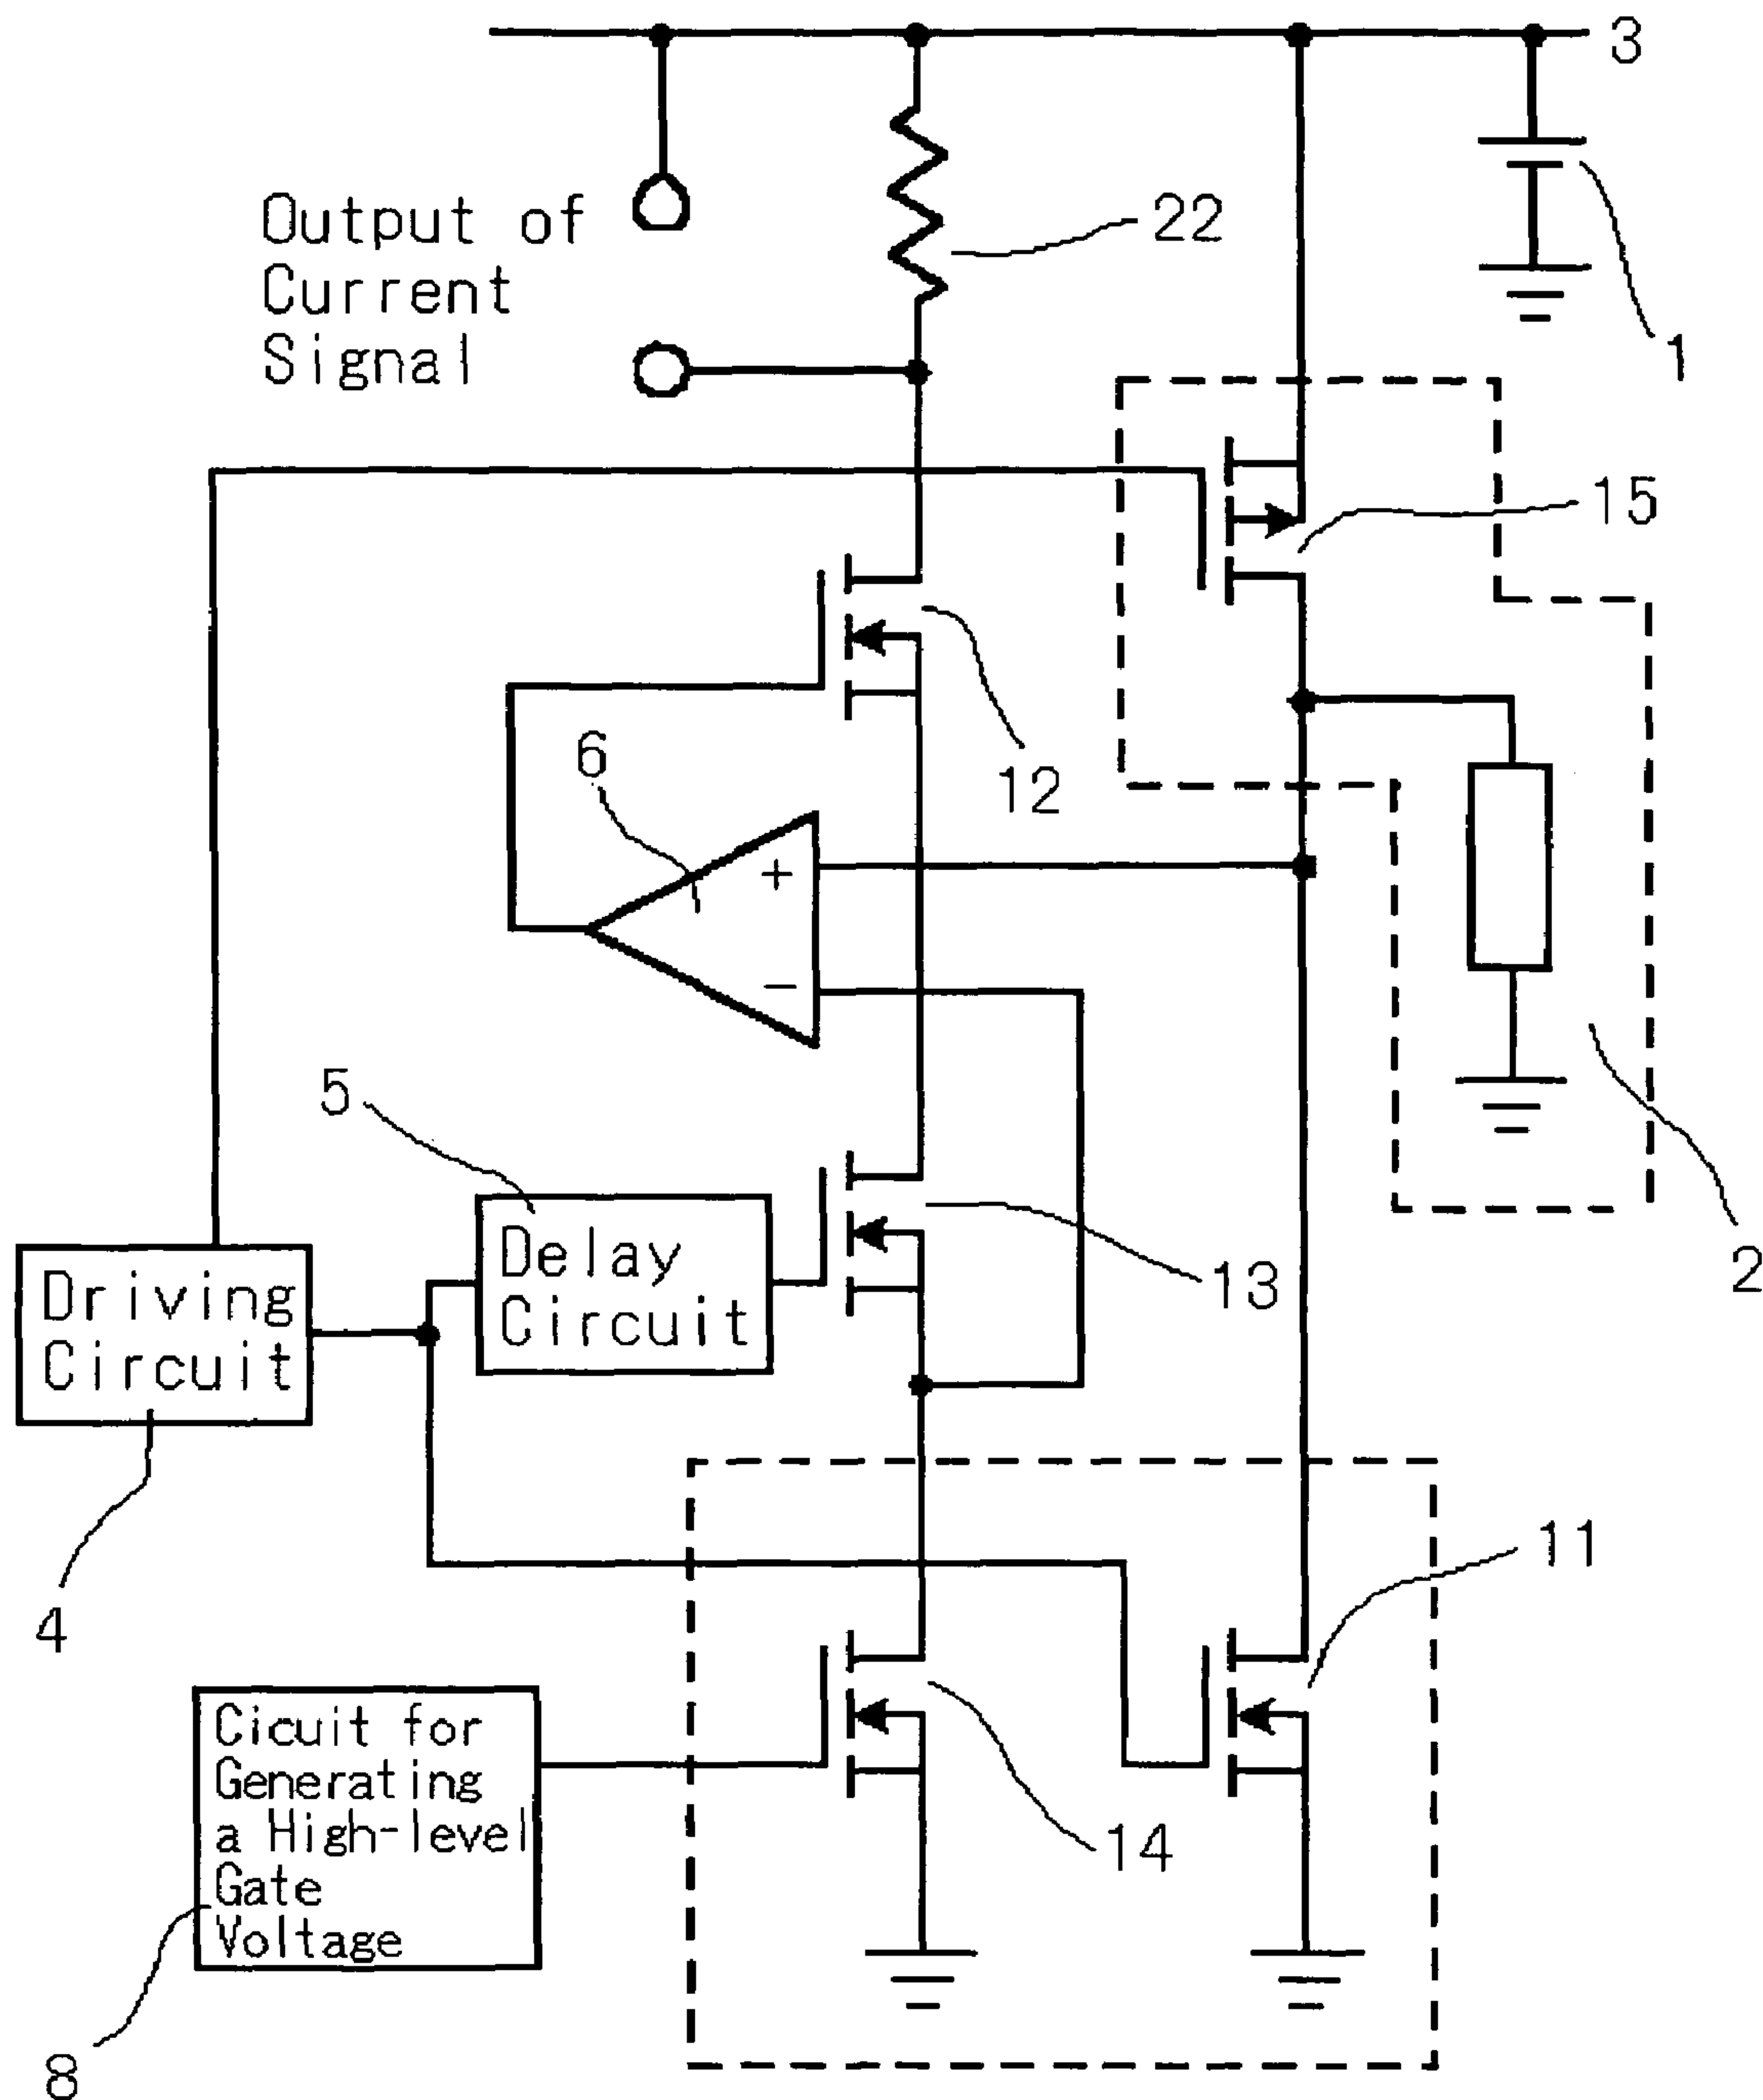 3
Output of
Current
Signal
22
1
15
12
6
+
−
5
Delay
Circuit
13
2
Driving
Circuit
4
11
Cicuit for
Generating
a High-level
Gate
Voltage
14
8